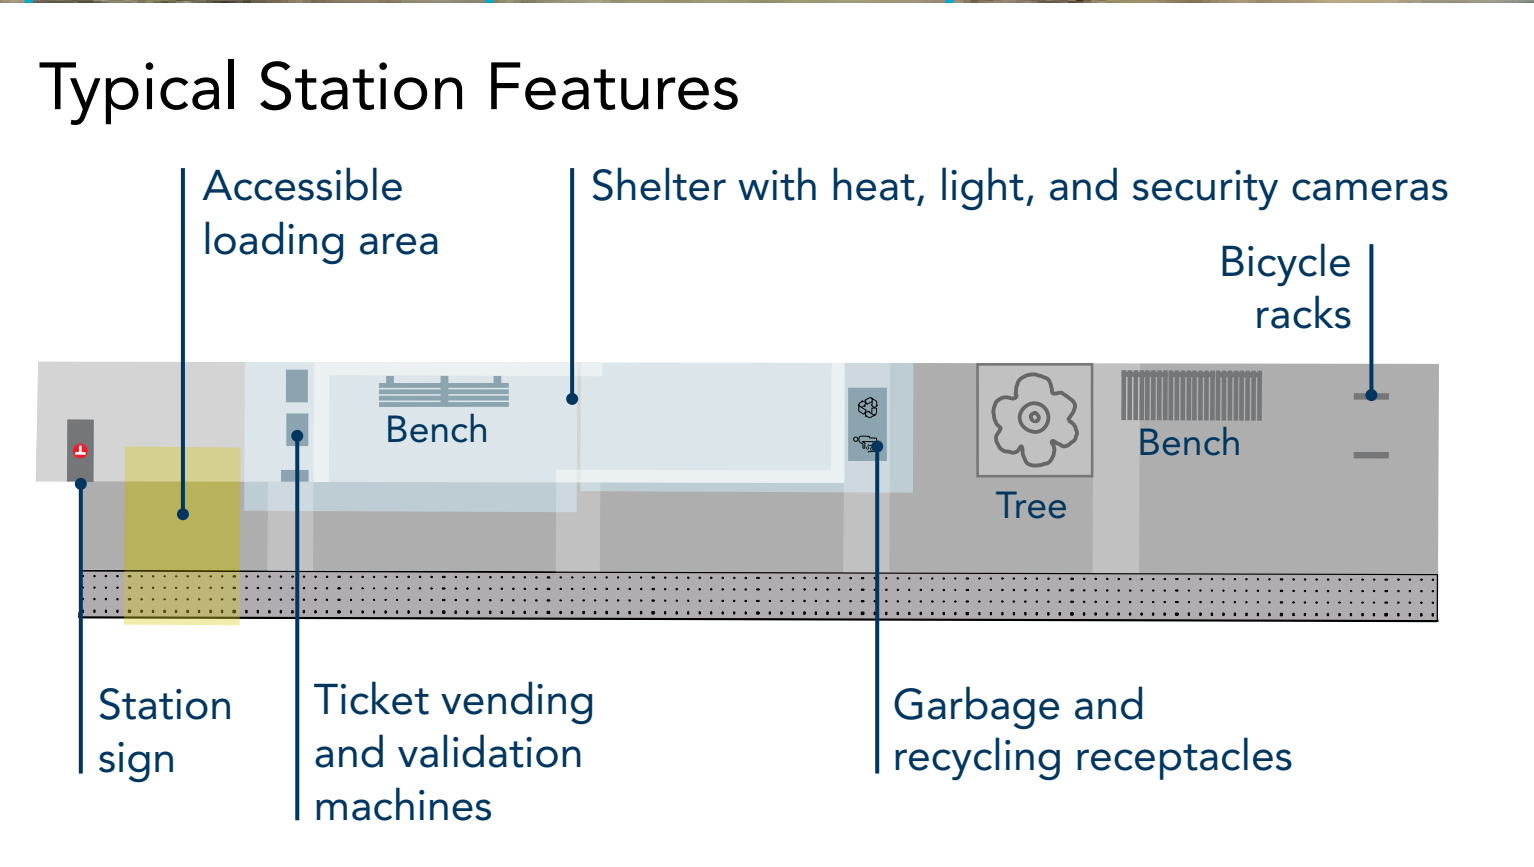 Typical Station Features
Accessible
loading area
Shelter with heat, light, and security cameras
Bicycle
racks
Bench
Bench
Tree
Station
sign
Ticket vending
and validation
machines
Garbage and
recycling receptacles